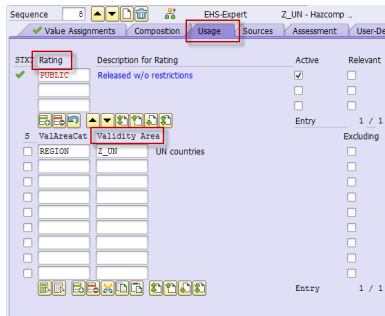 Sequence 8 EHS-Expert Z_UN - Hazcomp ..
Value Assignments Composition Usage Sources Assessment User-De
STXT Rating Description for Rating Active Relevant
PUBLIC Released w/o restrictions
Entry 1 / 1
S ValAreaCat Validity Area Excluding
REGION Z_UN UN countries
Entry 1 / 1